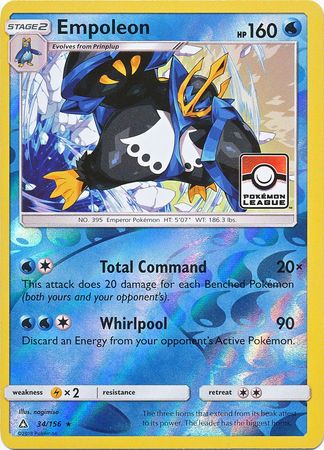 STAGE 2 Empoleon HP 160
Evolves from Prinplup
POKÉMON
LEAGUE
NO. 395 Emperor Pokémon HT: 5'07" WT: 186.3 lbs.
Total Command 20×
This attack does 20 damage for each Benched Pokémon
(both yours and your opponent's).
Whirlpool 90
Discard an Energy from your opponent's Active Pokémon.
weakness ×2 resistance retreat
Illus. nagimiso
34/156 ★
©2018 Pokémon
The three horns that extend from its beak attest
to its power. The leader has the biggest horns.